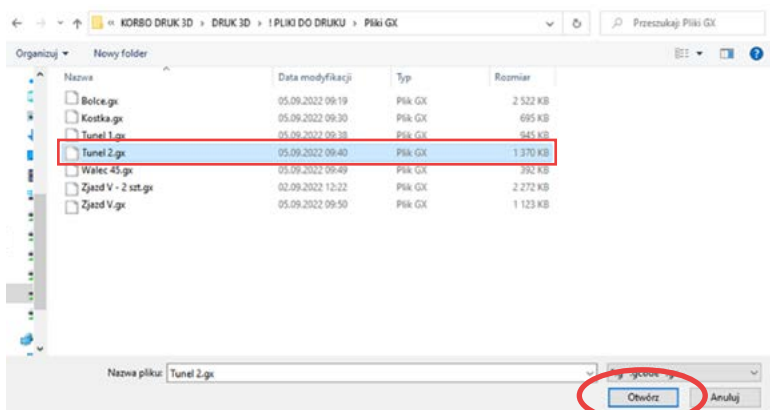 « KORBO DRUK 3D › DRUK 3D › ! PLIKI DO DRUKU › Pliki GX Przeszukaj: Pliki GX
Organizuj Nowy folder
Nazwa Data modyfikacji Typ Rozmiar
Bolce.gx 05.09.2022 09:19 Plik GX 2 522 KB
Kostka.gx 05.09.2022 09:30 Plik GX 695 KB
Tunel 1.gx 05.09.2022 09:38 Plik GX 945 KB
Tunel 2.gx 05.09.2022 09:40 Plik GX 1 370 KB
Walec 45.gx 05.09.2022 09:49 Plik GX 392 KB
Zjazd V - 2 szt.gx 02.09.2022 12:22 Plik GX 2 272 KB
Zjazd V.gx 05.09.2022 09:50 Plik GX 1 123 KB
Nazwa pliku: Tunel 2.gx
Otwórz Anuluj